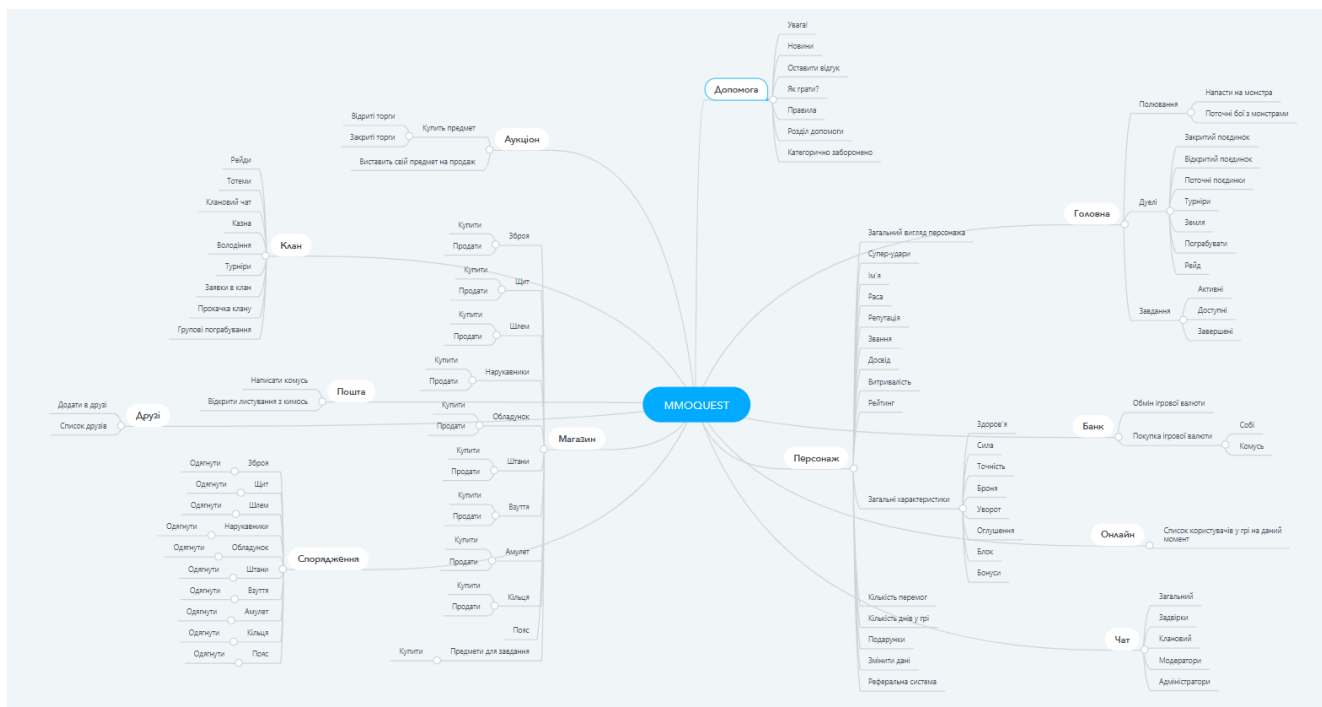 MMOQUEST
Допомога
Увага!
Новини
Оставити відгук
Як грати?
Правила
Розділ допомоги
Категорично заборонено
Головна
Полювання
Напасти на монстра
Поточні бої з монстрами
Дуелі
Закритий поєдинок
Відкритий поєдинок
Поточні поєдинки
Турніри
Земля
Пограбувати
Рейд
Завдання
Активні
Доступні
Завершені
Персонаж
Загальний вигляд персонажа
Супер-удари
Ім'я
Раса
Репутація
Звання
Досвід
Витривалість
Рейтинг
Загальні характеристики
Здоров'я
Сила
Точність
Броня
Уворот
Оглушення
Блок
Бонуси
Кількість перемог
Кількість днів у грі
Подарунки
Змінити дані
Реферальна система
Банк
Обмін ігрової валюти
Покупка ігрової валюти
Собі
Комусь
Онлайн
Список користувачів у грі на даний
момент
Чат
Загальний
Задвірки
Клановий
Модератори
Адміністратори
Аукціон
Купить предмет
Відриті торги
Закриті торги
Виставить свій предмет на продаж
Клан
Рейди
Тотеми
Клановий чат
Казна
Володіння
Турніри
Заявки в клан
Прокачка клану
Групові пограбування
Пошта
Написати комусь
Відкрити листування з кимось
Друзі
Додати в друзі
Список друзів
Магазин
Зброя
Купити
Продати
Щит
Купити
Продати
Шлем
Купити
Продати
Нарукавники
Купити
Продати
Обладунок
Купити
Продати
Штани
Купити
Продати
Взуття
Купити
Продати
Амулет
Купити
Продати
Кільця
Купити
Продати
Пояс
Предмети для завдання
Купити
Спорядження
Зброя
Одягнути
Щит
Одягнути
Шлем
Одягнути
Нарукавники
Одягнути
Обладунок
Одягнути
Штани
Одягнути
Взуття
Одягнути
Амулет
Одягнути
Кільця
Одягнути
Пояс
Одягнути